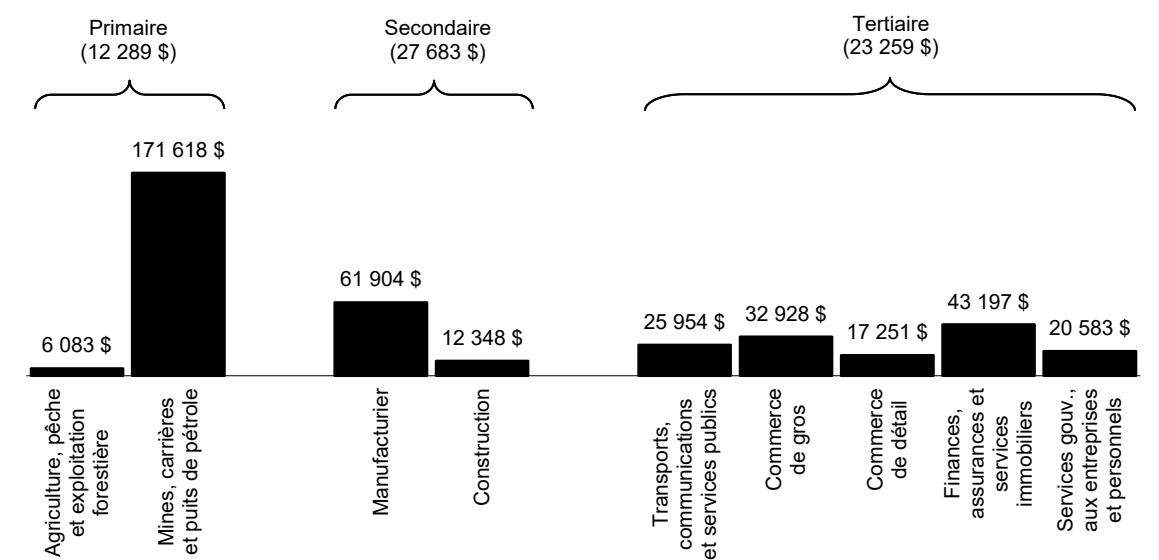 Primaire
(12 289 $)
Secondaire
(27 683 $)
Tertiaire
(23 259 $)
171 618 $
6 083 $
61 904 $
12 348 $
25 954 $
32 928 $
17 251 $
43 197 $
20 583 $
Agriculture, pêche
et exploitation
forestière
Mines, carrières
et puits de pétrole
Manufacturier
Construction
Transports,
communications
et services publics
Commerce
de gros
Commerce
de détail
Finances,
assurances et
services
immobiliers
Services gouv.,
aux entreprises
et personnels